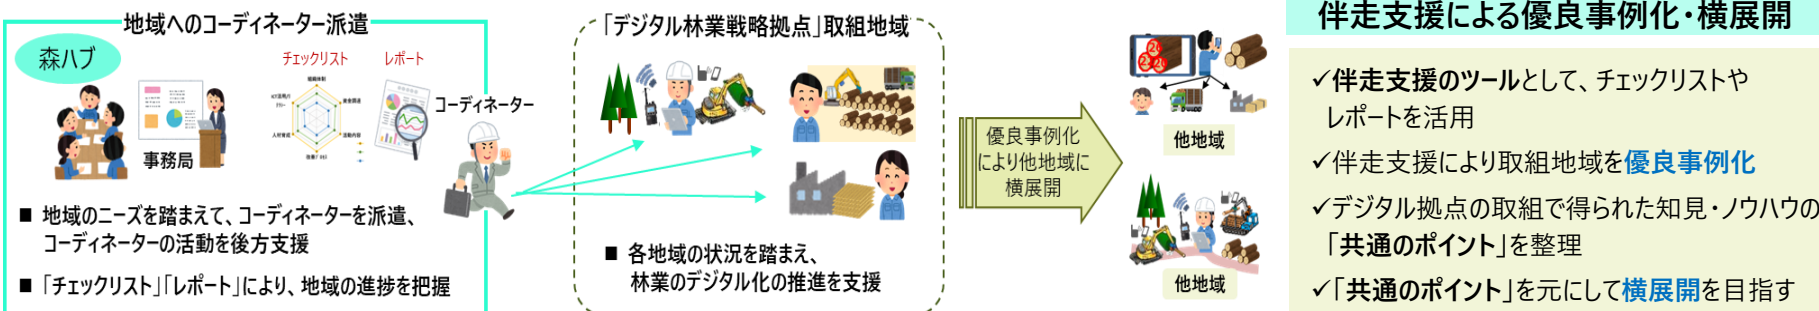 地域へのコーディネーター派遣
森ハブ
チェックリスト
レポート
コーディネーター
事務局
■ 地域のニーズを踏まえて、コーディネーターを派遣、
コーディネーターの活動を後方支援
■ 「チェックリスト」「レポート」により、地域の進捗を把握
「デジタル林業戦略拠点」取組地域
■ 各地域の状況を踏まえ、
林業のデジタル化の推進を支援
優良事例化
により他地域に
横展開
他地域
他地域
伴走支援による優良事例化・横展開
✓伴走支援のツールとして、チェックリストや
レポートを活用
✓伴走支援により取組地域を優良事例化
✓デジタル拠点の取組で得られた知見・ノウハウの
「共通のポイント」を整理
✓「共通のポイント」を元にして横展開を目指す